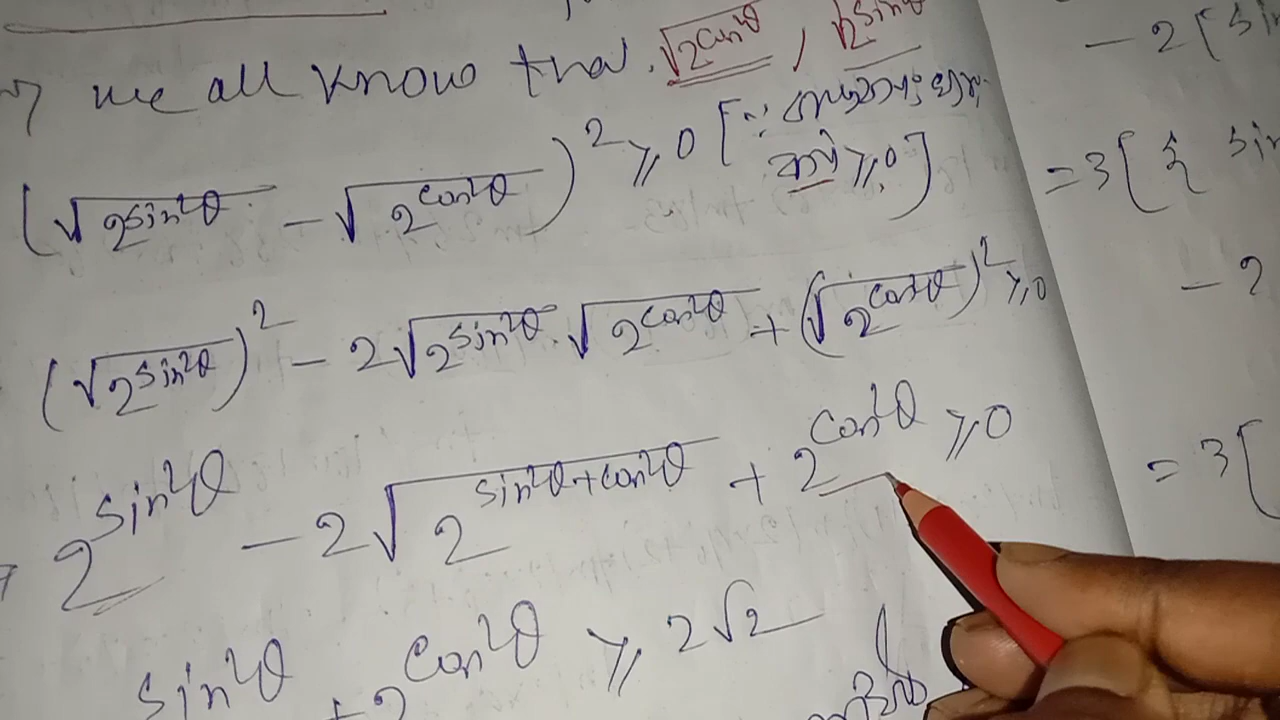 we all know that √2^cos²θ, √2^sin²θ
(√2^sin²θ - √2^cos²θ)² ≥ 0 [∵
≥ 0]
(√2^sin²θ)² - 2√2^sin²θ · √2^cos²θ + (√2^cos²θ)² ≥ 0
2^sin²θ - 2√2^sin²θ+cos²θ + 2^cos²θ ≥ 0
sin²θ + 2^cos²θ ≥ 2√2
- 2 [ sin
= 3 [ {  sin
- 2
= 3 [